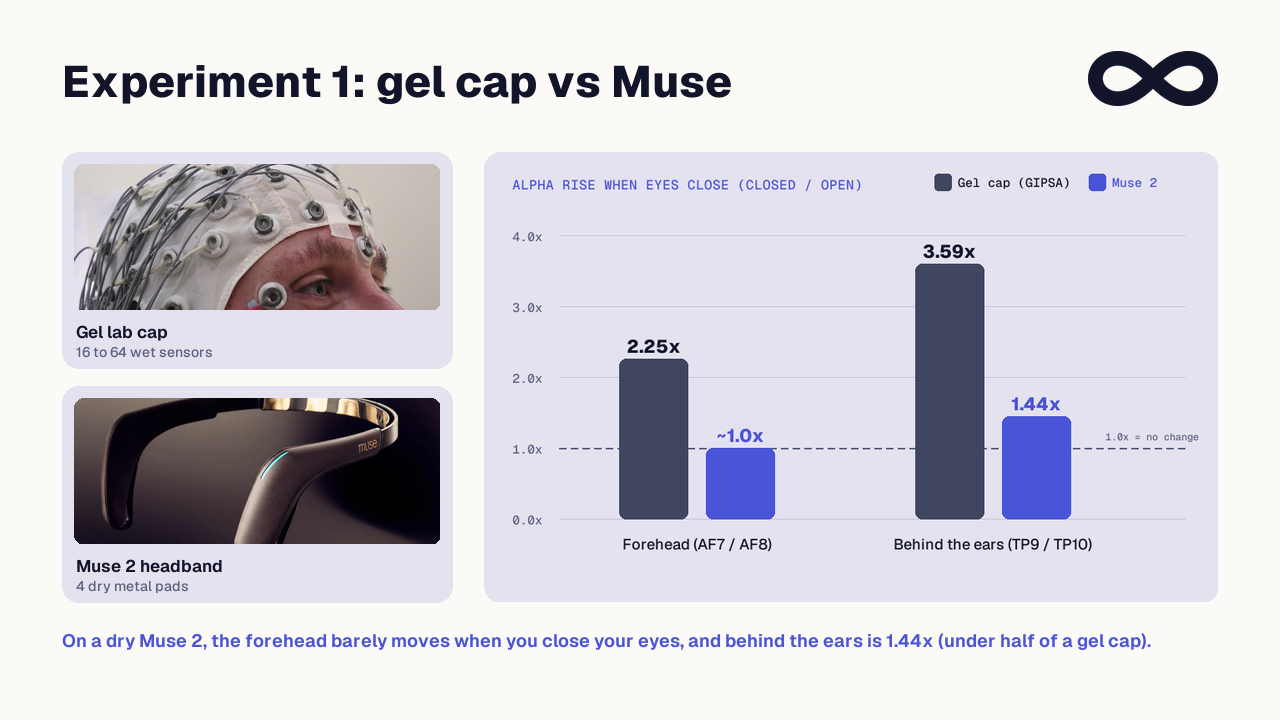 Experiment 1: gel cap vs Muse
Gel lab cap
16 to 64 wet sensors
muse
Muse 2 headband
4 dry metal pads
ALPHA RISE WHEN EYES CLOSE (CLOSED / OPEN)
Gel cap (GIPSA)
Muse 2
4.0x
3.0x
2.0x
1.0x
0.0x
2.25x
~1.0x
3.59x
1.44x
1.0x = no change
Forehead (AF7 / AF8)
Behind the ears (TP9 / TP10)
On a dry Muse 2, the forehead barely moves when you close your eyes, and behind the ears is 1.44x (under half of a gel cap).